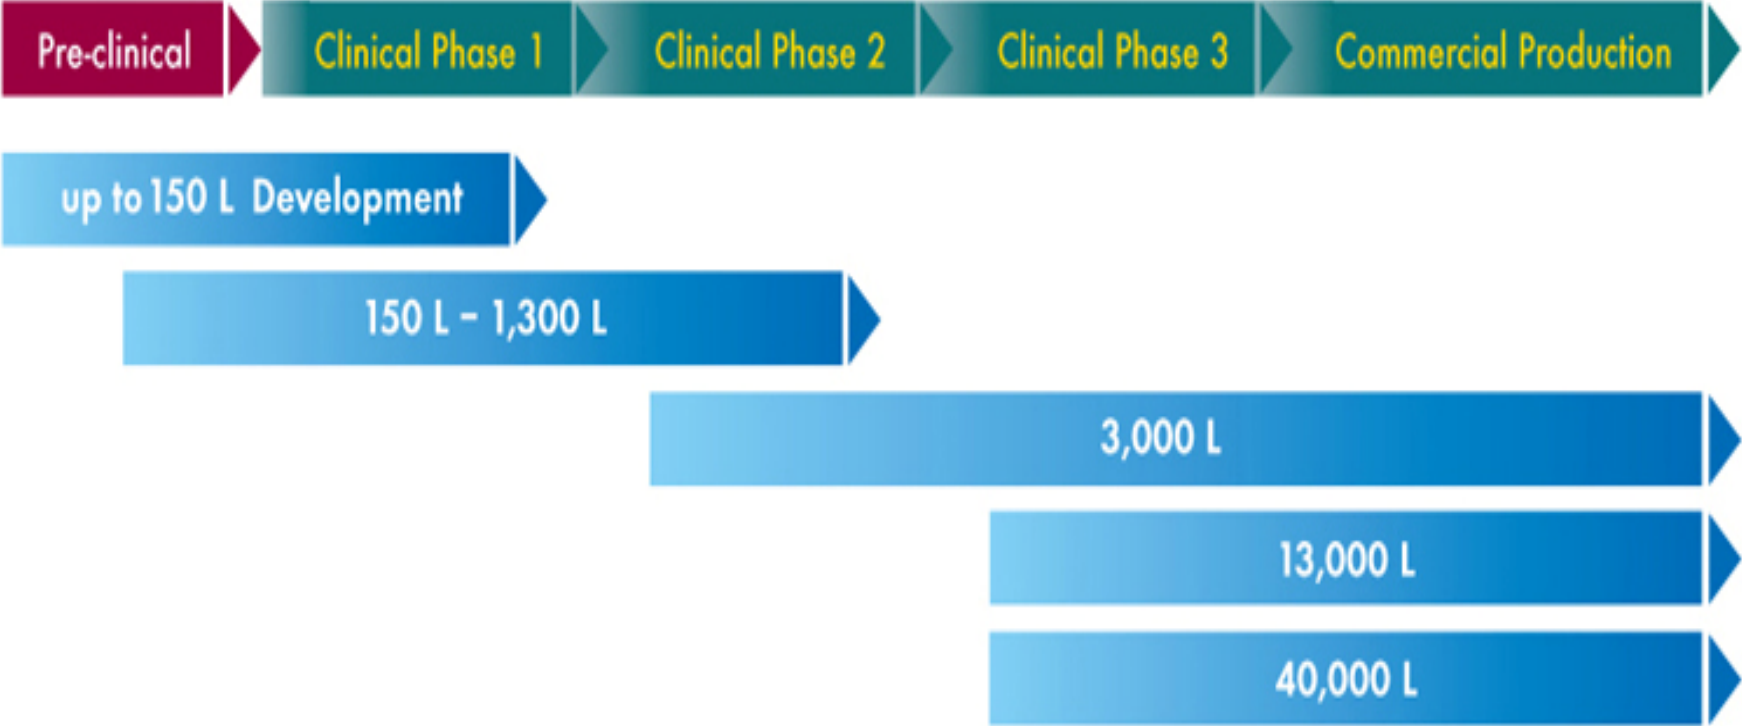 Pre-clinical
Clinical Phase 1
Clinical Phase 2
Clinical Phase 3
Commercial Production
up to 150 L Development
150 L – 1,300 L
3,000 L
13,000 L
40,000 L